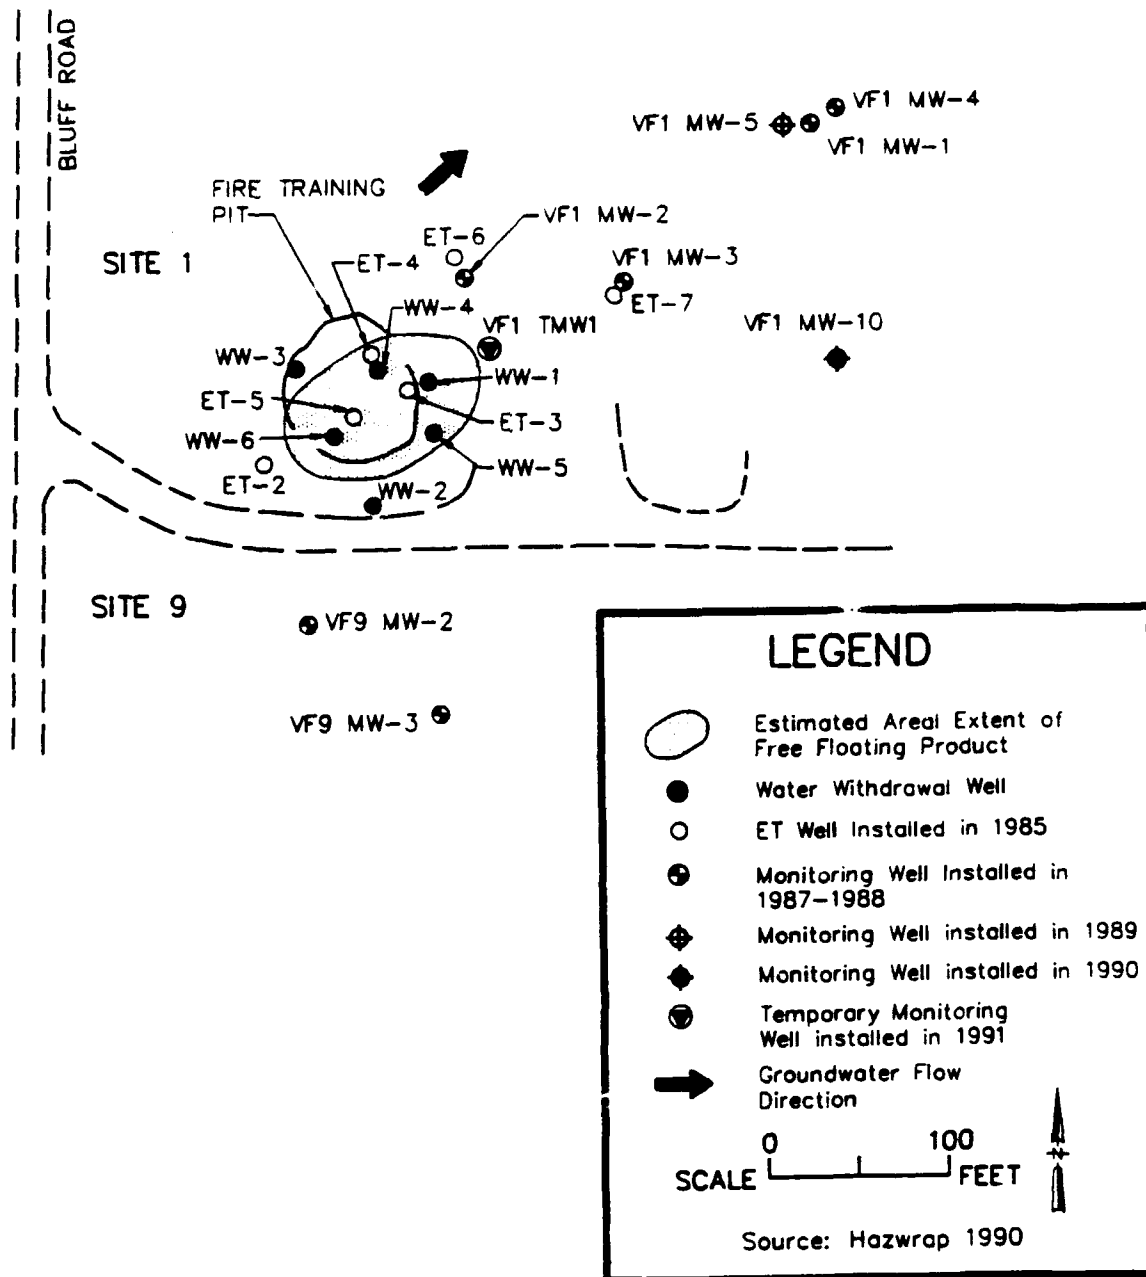 BLUFF ROAD
VF1 MW-4
VF1 MW-5
VF1 MW-1
FIRE TRAINING
PIT
VF1 MW-2
ET-6
SITE 1
ET-4
VF1 MW-3
ET-7
WW-4
VF1 TMW1
VF1 MW-10
WW-3
WW-1
ET-5
ET-3
WW-6
WW-5
ET-2
WW-2
SITE 9
VF9 MW-2
VF9 MW-3
LEGEND
Estimated Areal Extent of
Free Floating Product
Water Withdrawal Well
ET Well Installed in 1985
Monitoring Well Installed in
1987-1988
Monitoring Well installed in 1989
Monitoring Well installed in 1990
Temporary Monitoring
Well installed in 1991
Groundwater Flow
Direction
0 100
SCALE FEET
N
Source: Hazwrap 1990